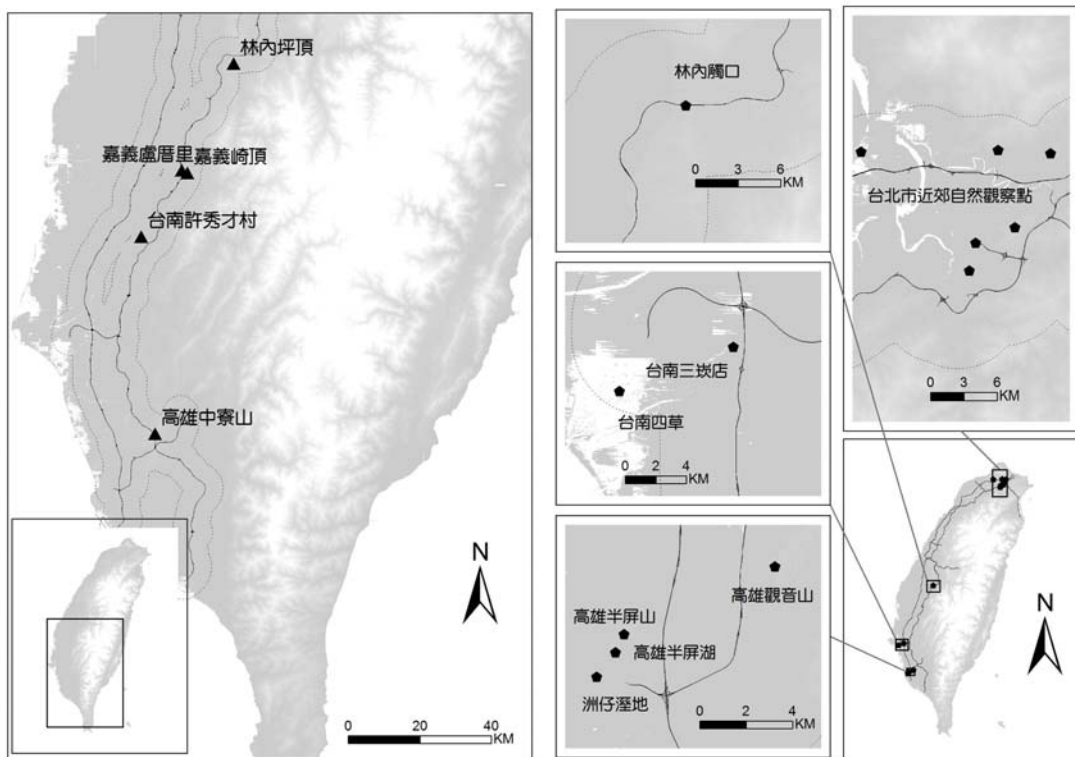 林內坪頂
嘉義盧厝里
嘉義崎頂
台南許秀才村
高雄中寮山
N
0 20 40
KM
林內觸口
0 3 6
KM
台南三崁店
台南四草
0 2 4
KM
高雄觀音山
高雄半屏山
高雄半屏湖
洲仔溼地
0 2 4
KM
台北市近郊自然觀察點
0 3 6
KM
N